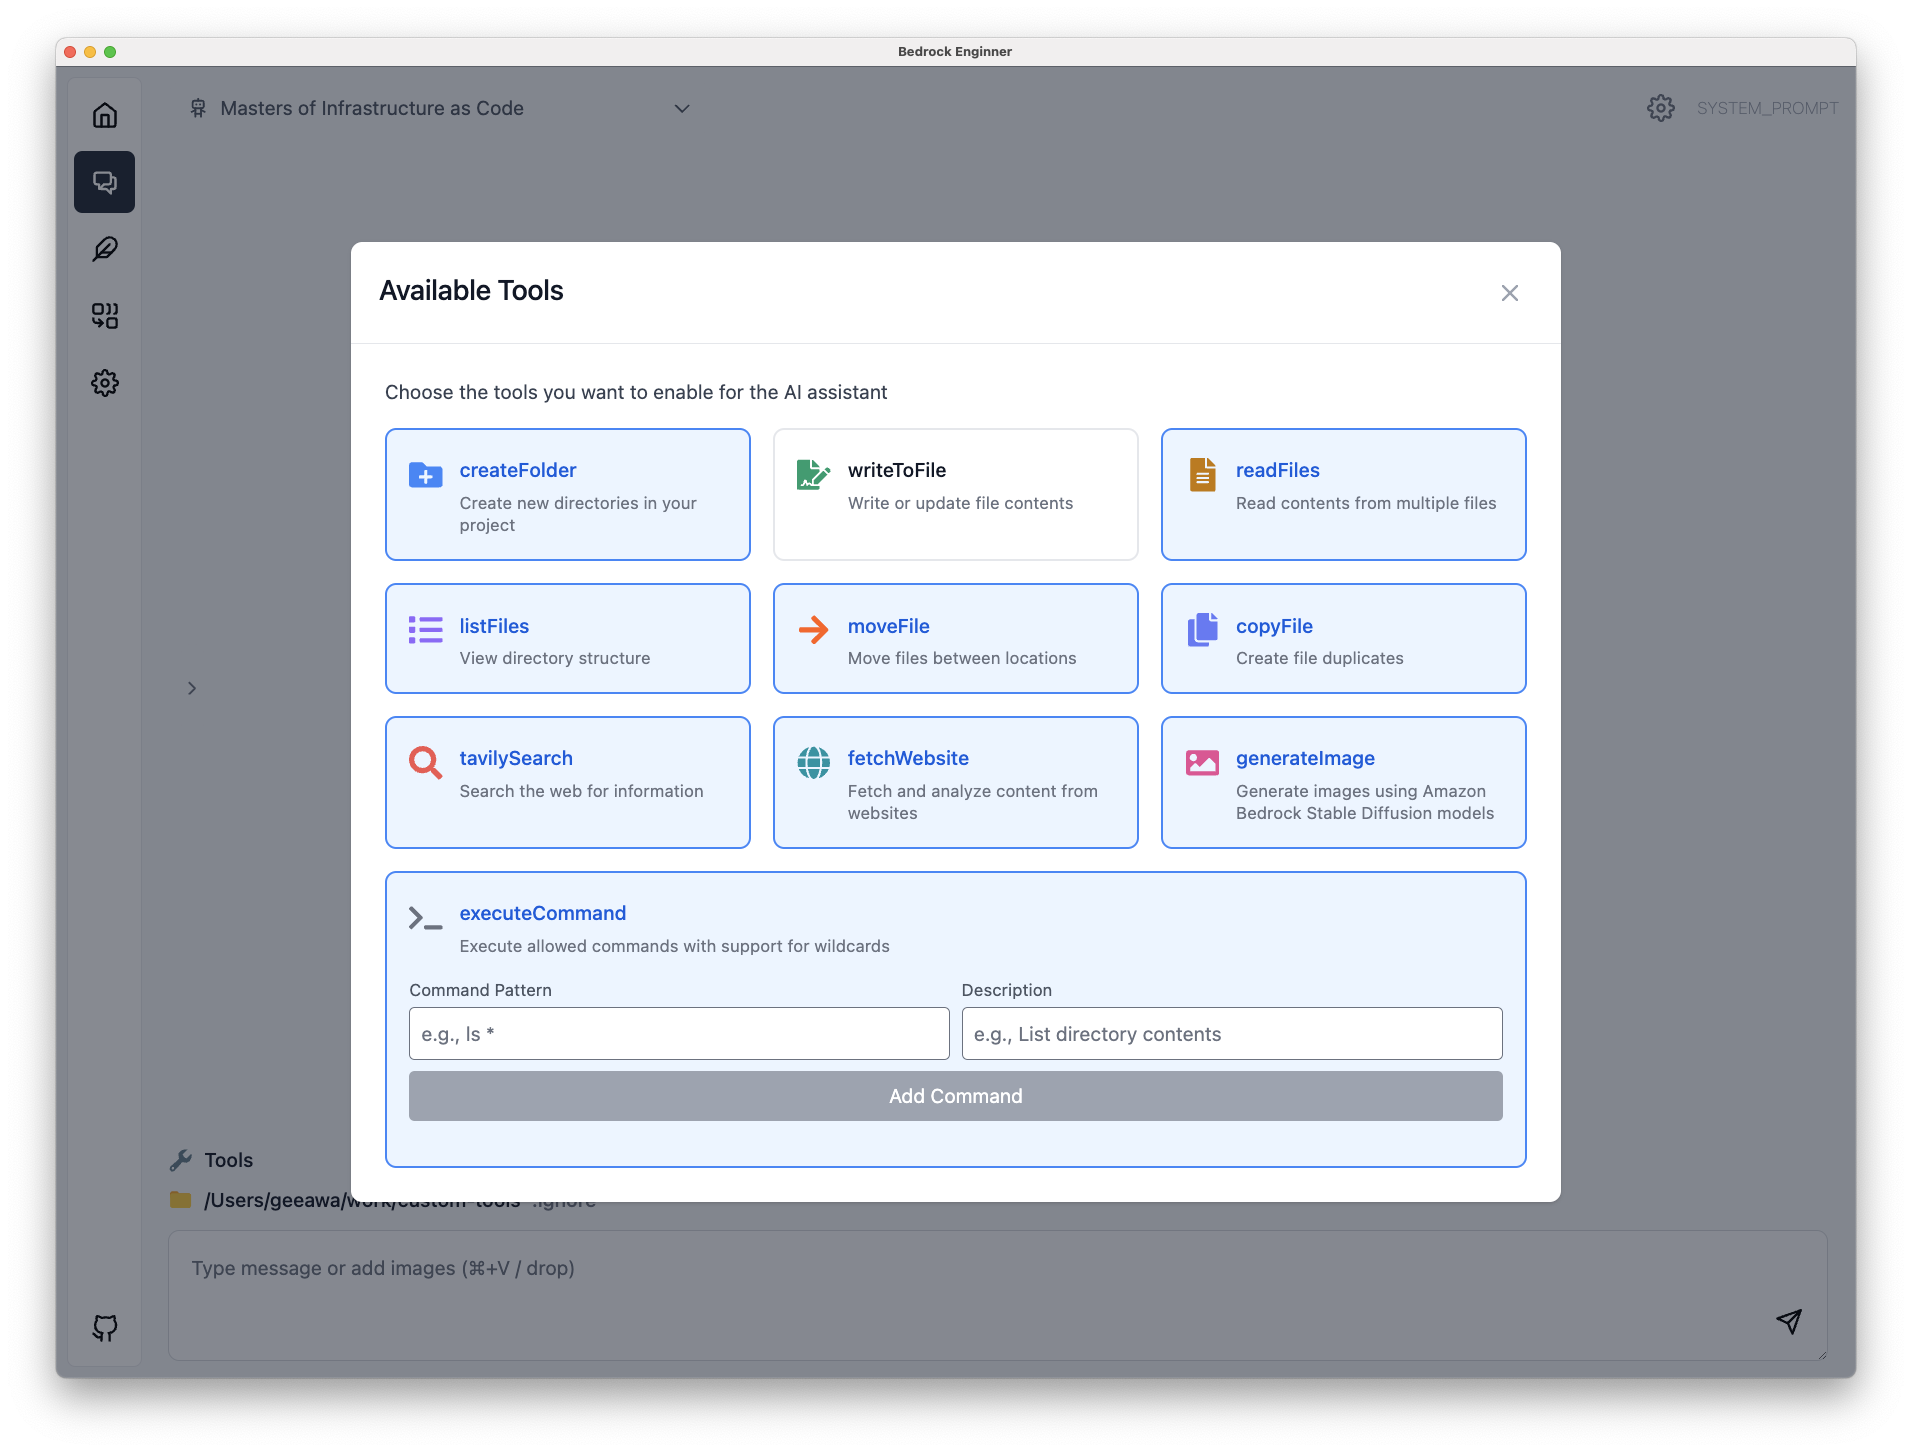 Bedrock Enginner
Masters of Infrastructure as Code
SYSTEM_PROMPT
Available Tools
Choose the tools you want to enable for the AI assistant
createFolder
Create new directories in your
project
writeToFile
Write or update file contents
readFiles
Read contents from multiple files
listFiles
View directory structure
moveFile
Move files between locations
copyFile
Create file duplicates
tavilySearch
Search the web for information
fetchWebsite
Fetch and analyze content from
websites
generateImage
Generate images using Amazon
Bedrock Stable Diffusion models
executeCommand
Execute allowed commands with support for wildcards
Command Pattern
Description
e.g., ls *
e.g., List directory contents
Add Command
Tools
/Users/geeawa/work/custom-tools .ignore
Type message or add images (⌘+V / drop)